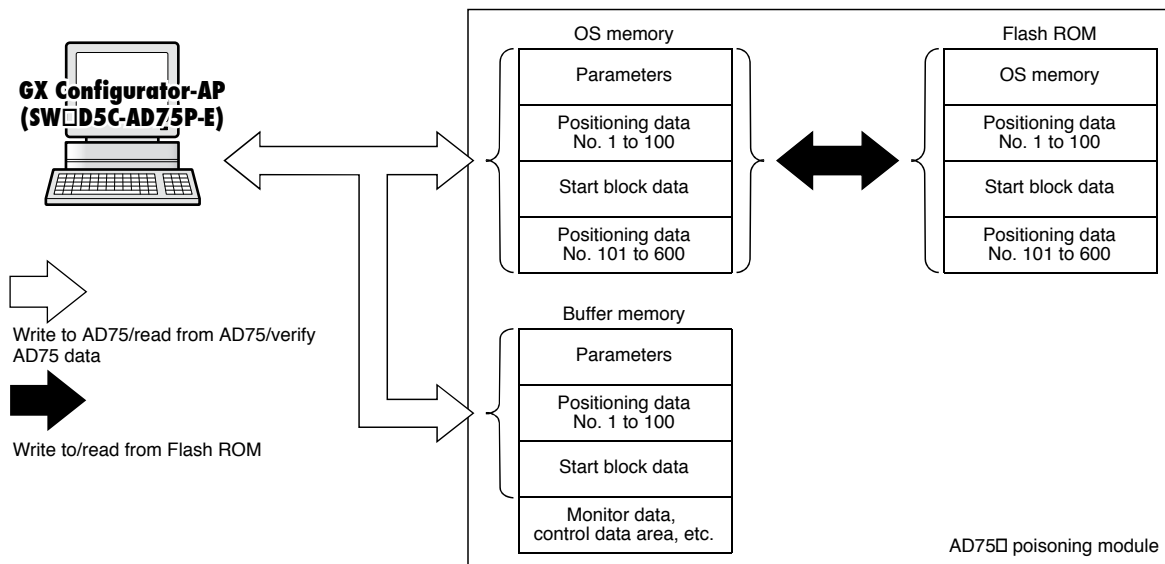 GX Configurator-AP
(SW□D5C-AD75P-E)
Write to AD75/read from AD75/verify
AD75 data
Write to/read from Flash ROM
OS memory
Parameters
Positioning data
No. 1 to 100
Start block data
Positioning data
No. 101 to 600
Buffer memory
Parameters
Positioning data
No. 1 to 100
Start block data
Monitor data,
control data area, etc.
Flash ROM
OS memory
Positioning data
No. 1 to 100
Start block data
Positioning data
No. 101 to 600
AD75□ poisoning module